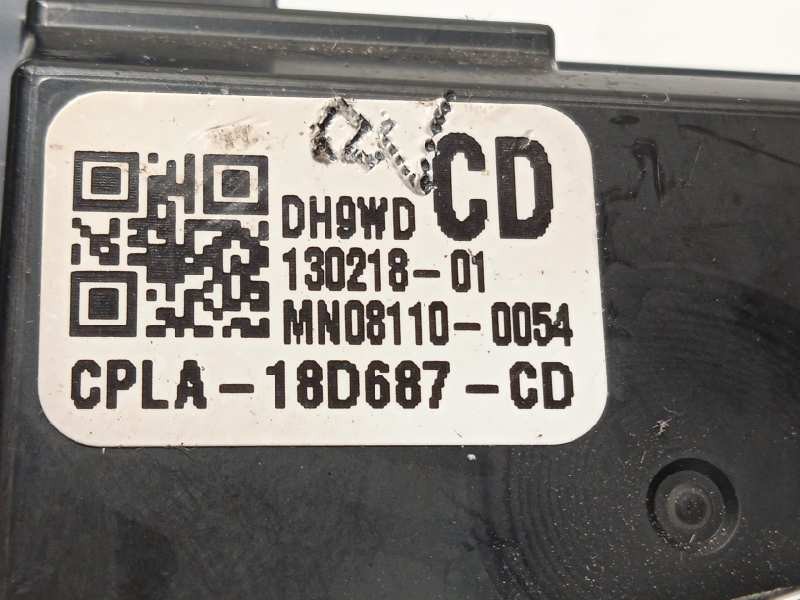 CD
DH9WD
130218-01
MN08110-0054
CPLA-18D687-CD